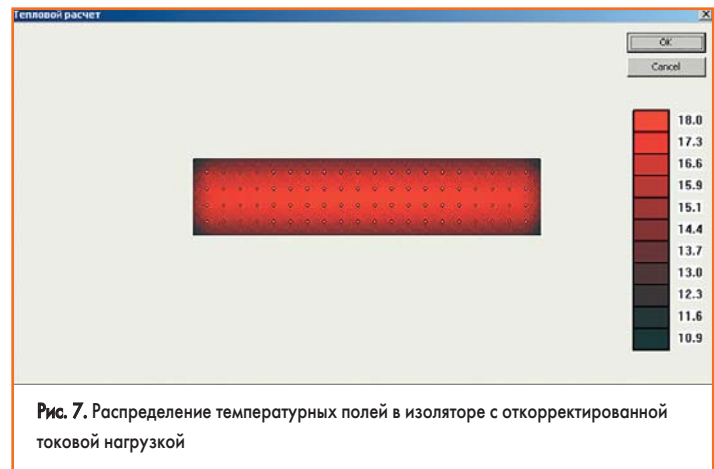 Тепловой расчет
OK
Cancel
18.0
17.3
16.6
15.9
15.1
14.4
13.7
13.0
12.3
11.6
10.9
Рис. 7. Распределение температурных полей в изоляторе с откорректированной
токовой нагрузкой